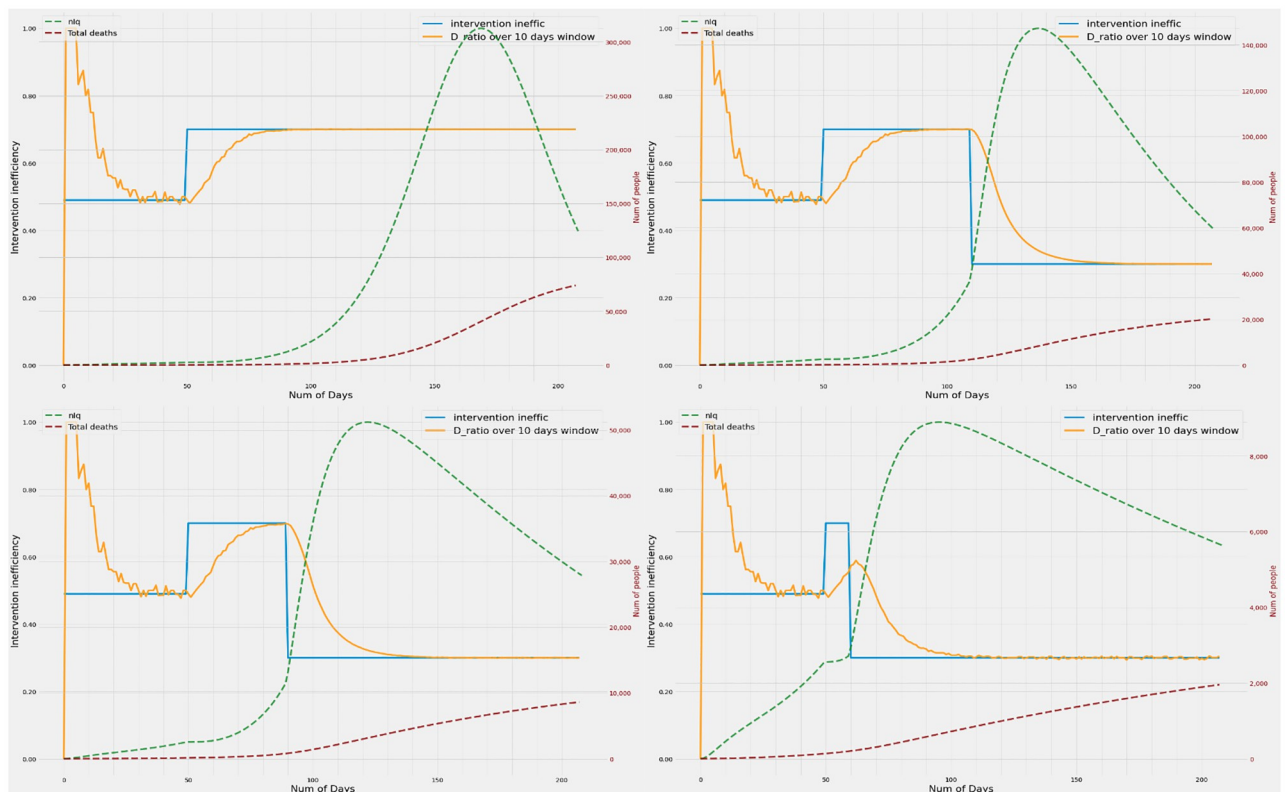 nIq
Total deaths
intervention ineffic
D_ratio over 10 days window
Intervention inefficiency
1.00
0.80
0.60
0.40
0.20
0.00
300,000
250,000
200,000
150,000
100,000
50,000
0
Num of people
0
50
100
150
200
Num of Days
nIq
Total deaths
intervention ineffic
D_ratio over 10 days window
Intervention inefficiency
1.00
0.80
0.60
0.40
0.20
0.00
140,000
120,000
100,000
80,000
60,000
40,000
20,000
0
Num of people
0
50
100
150
200
Num of Days
nIq
Total deaths
intervention ineffic
D_ratio over 10 days window
Intervention inefficiency
1.00
0.80
0.60
0.40
0.20
0.00
50,000
40,000
30,000
20,000
10,000
0
Num of people
0
50
100
150
200
Num of Days
nIq
Total deaths
intervention ineffic
D_ratio over 10 days window
Intervention inefficiency
1.00
0.80
0.60
0.40
0.20
0.00
8,000
6,000
4,000
2,000
0
Num of people
0
50
100
150
200
Num of Days